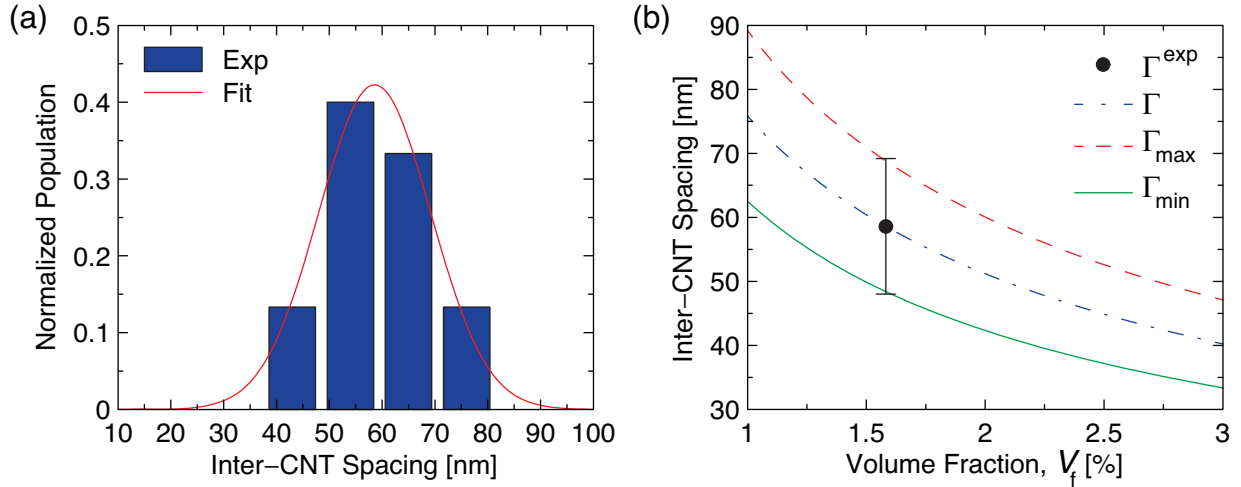 (a)
0.5
0.4
0.3
0.2
0.1
0
Normalized Population
Exp
Fit
10 20 30 40 50 60 70 80 90 100
Inter–CNT Spacing [nm]
(b)
90
80
70
60
50
40
30
Inter–CNT Spacing [nm]
Γexp
Γ
Γmax
Γmin
1 1.5 2 2.5 3
Volume Fraction, Vf [%]